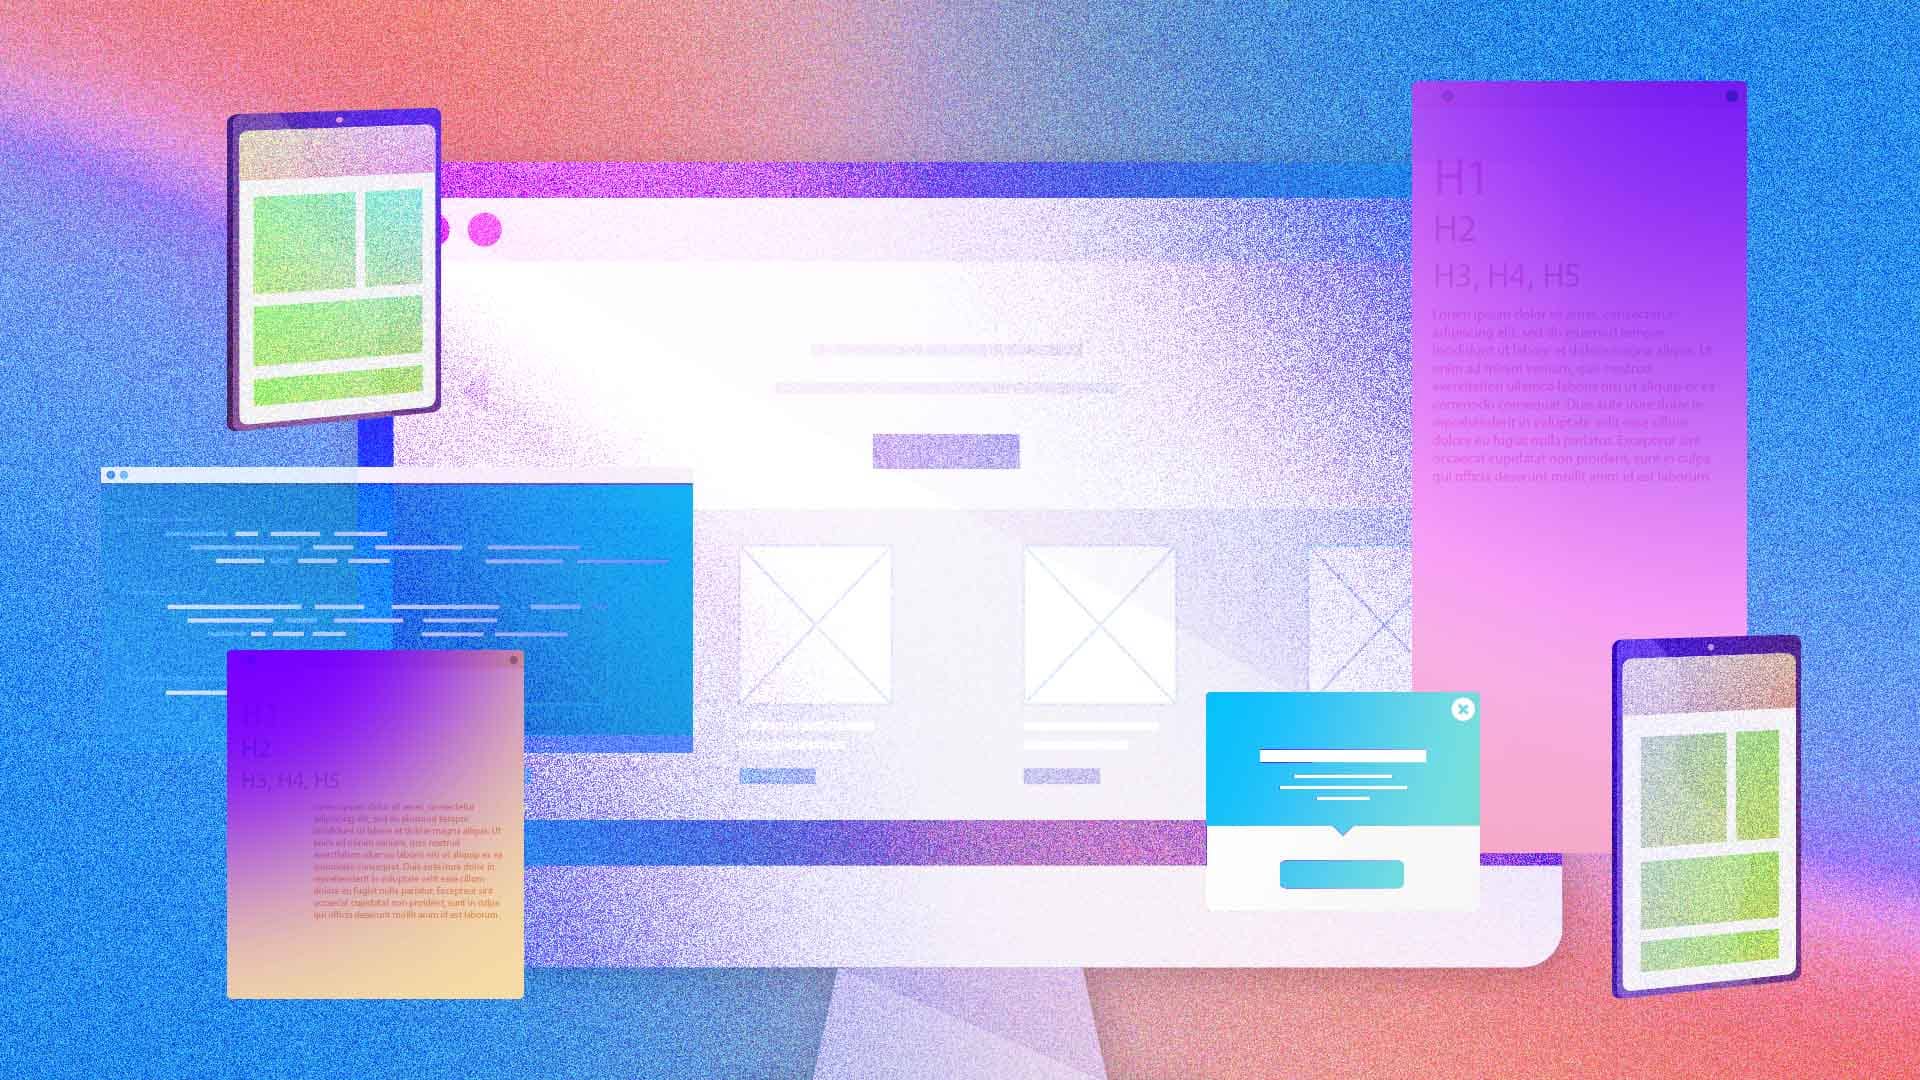 H1
H2
H3, H4, H5
Lorem ipsum dolor sit amet, consectetur
adipiscing elit, sed do eiusmod tempor
incididunt ut labore et dolore magna aliqua. Ut
enim ad minim veniam, quis nostrud
exercitation ullamco laboris nisi ut aliquip ex ea
commodo consequat. Duis aute irure dolor in
reprehenderit in voluptate velit esse cillum
dolore eu fugiat nulla pariatur. Excepteur sint
occaecat cupidatat non proident, sunt in culpa
qui officia deserunt mollit anim id est laborum.
H1
H2
H3, H4, H5
Lorem ipsum dolor sit amet, consectetur
adipiscing elit, sed do eiusmod tempor
incididunt ut labore et dolore magna aliqua. Ut
enim ad minim veniam, quis nostrud
exercitation ullamco laboris nisi ut aliquip ex ea
commodo consequat. Duis aute irure dolor in
reprehenderit in voluptate velit esse cillum
dolore eu fugiat nulla pariatur. Excepteur sint
occaecat cupidatat non proident, sunt in culpa
qui officia deserunt mollit anim id est laborum.